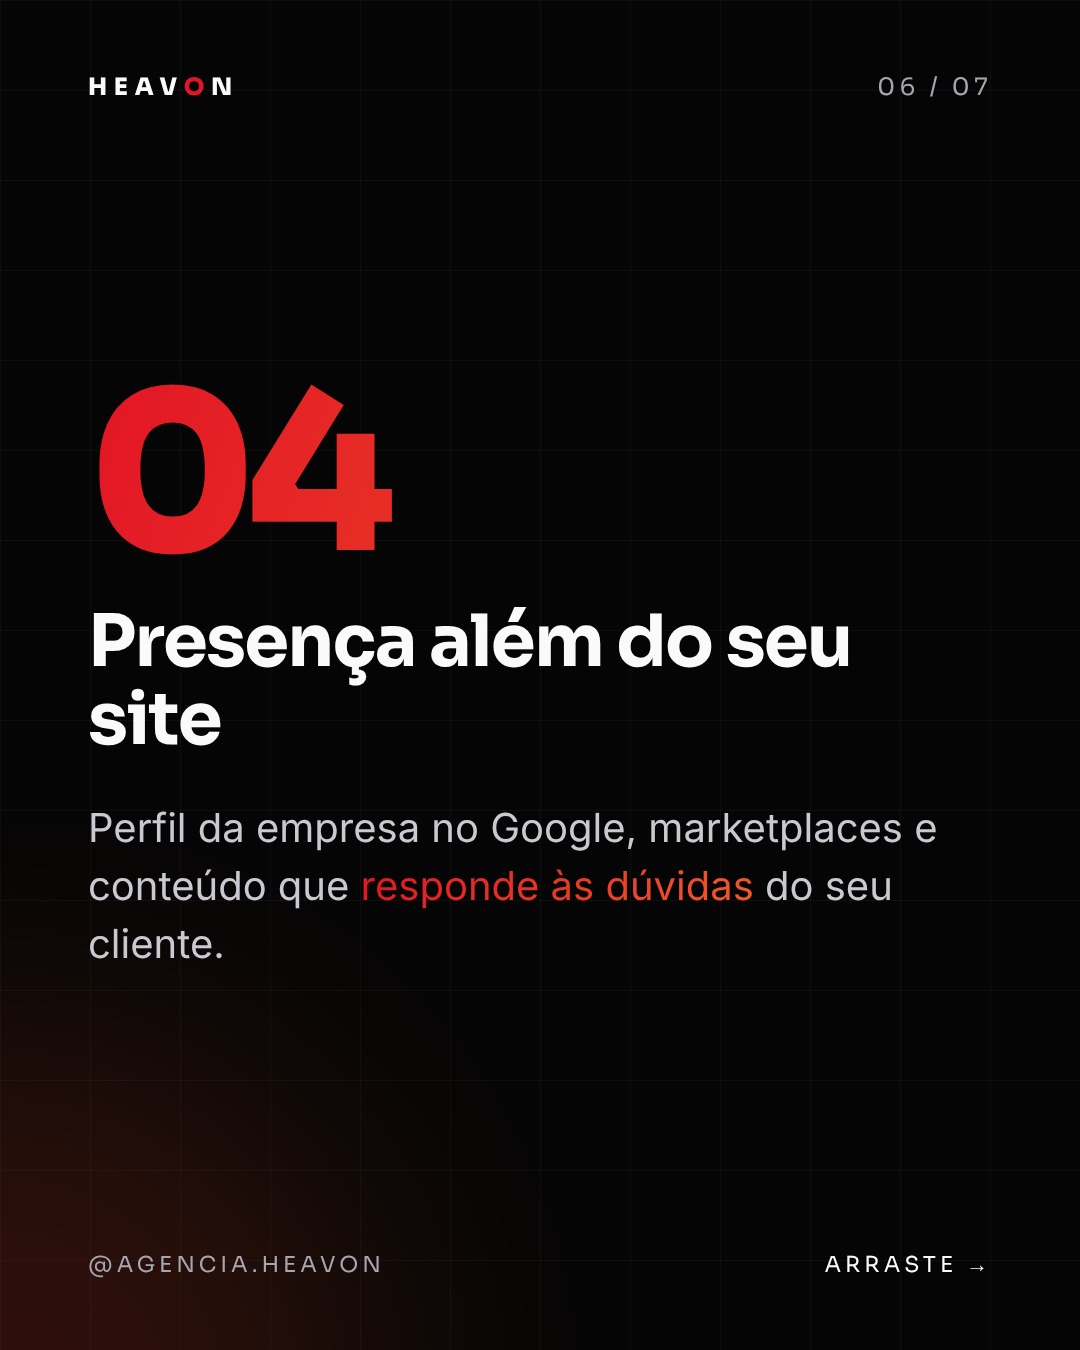 HEAVON
06 / 07
04
Presença além do seu
site
Perfil da empresa no Google, marketplaces e
conteúdo que responde às dúvidas do seu
cliente.
@AGENCIA.HEAVON
ARRASTE →